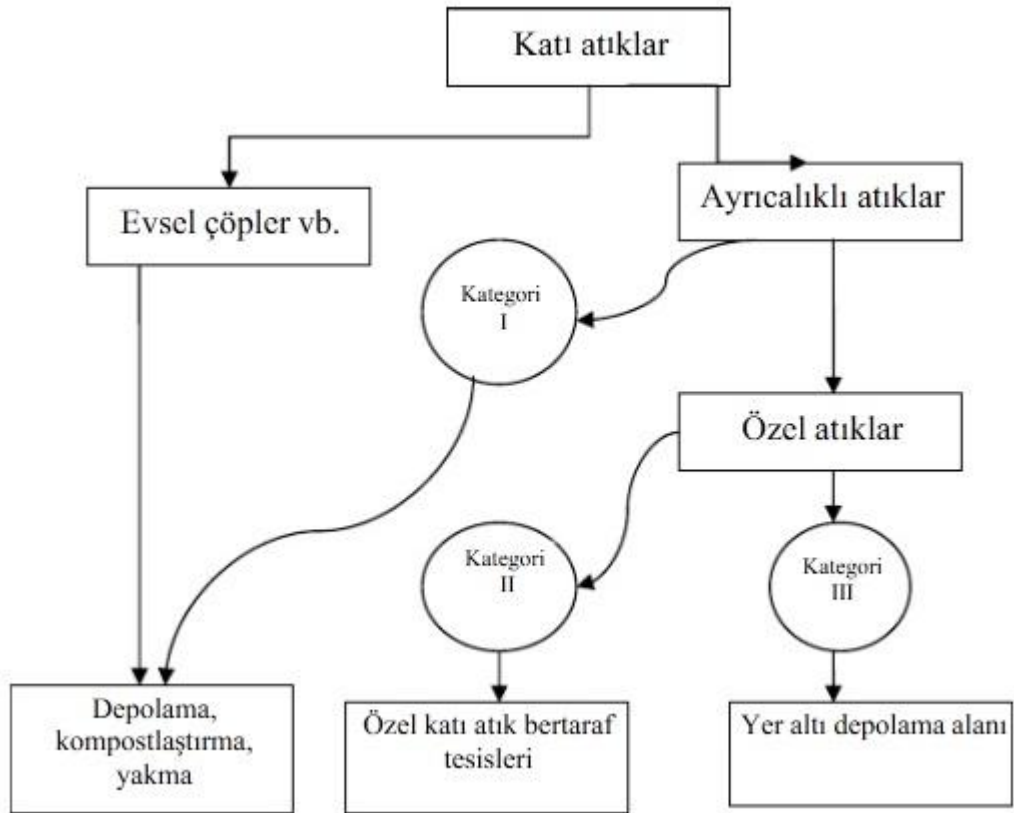 Katı atıklar
Ayrıcalıklı atıklar
Evsel çöpler vb.
Kategori
I
Özel atıklar
Kategori
II
Kategori
III
Depolama,
kompostlaştırma,
yakma
Özel katı atık bertaraf
tesisleri
Yer altı depolama alanı